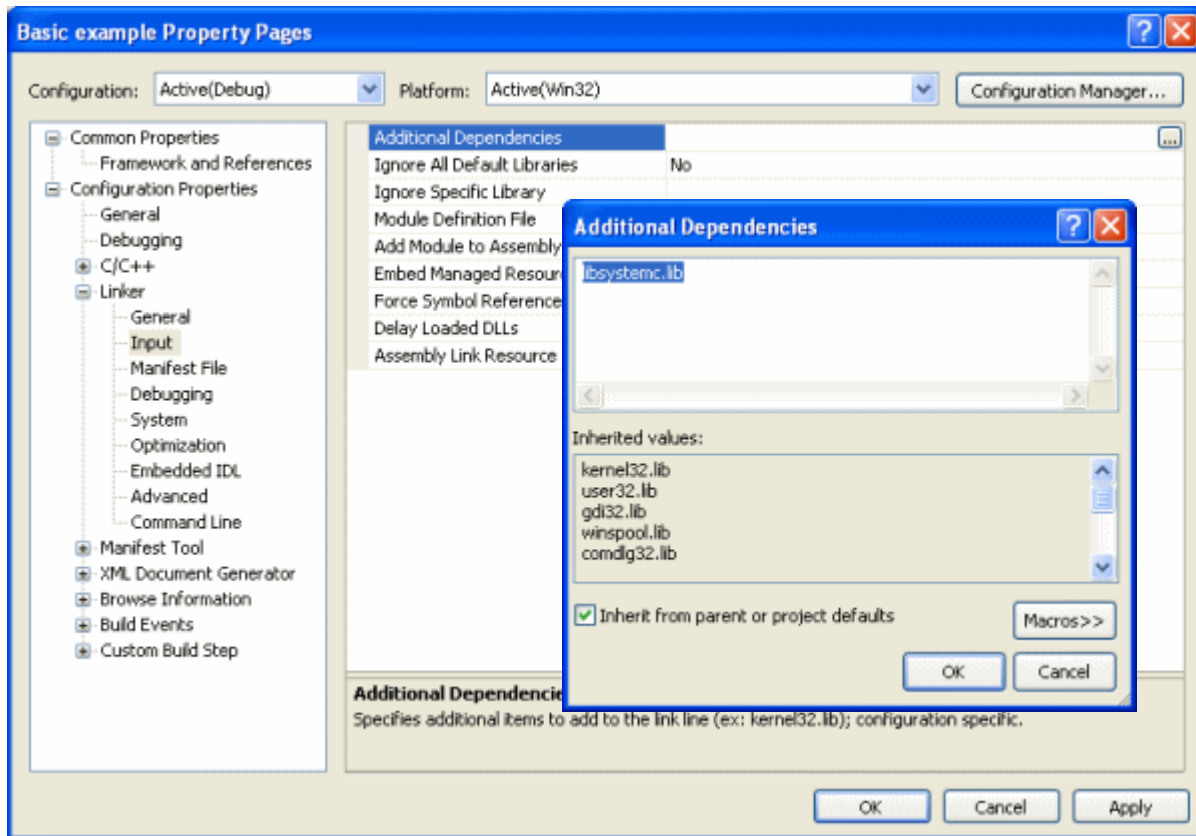 Basic example Property Pages
Configuration: Active(Debug) Platform: Active(Win32) Configuration Manager...
Common Properties
Framework and References
Configuration Properties
General
Debugging
C/C++
Linker
General
Input
Manifest File
Debugging
System
Optimization
Embedded IDL
Advanced
Command Line
Manifest Tool
XML Document Generator
Browse Information
Build Events
Custom Build Step
Additional Dependencies ...
Ignore All Default Libraries No
Ignore Specific Library
Module Definition File
Add Module to Assembly
Embed Managed Resour
Force Symbol Reference
Delay Loaded DLLs
Assembly Link Resource
Additional Dependencies
libsystemc.lib
Inherited values:
kernel32.lib
user32.lib
gdi32.lib
winspool.lib
comdlg32.lib
Inherit from parent or project defaults
Macros>>
OK Cancel
Additional Dependencie
Specifies additional items to add to the link line (ex: kernel32.lib); configuration specific.
OK Cancel Apply